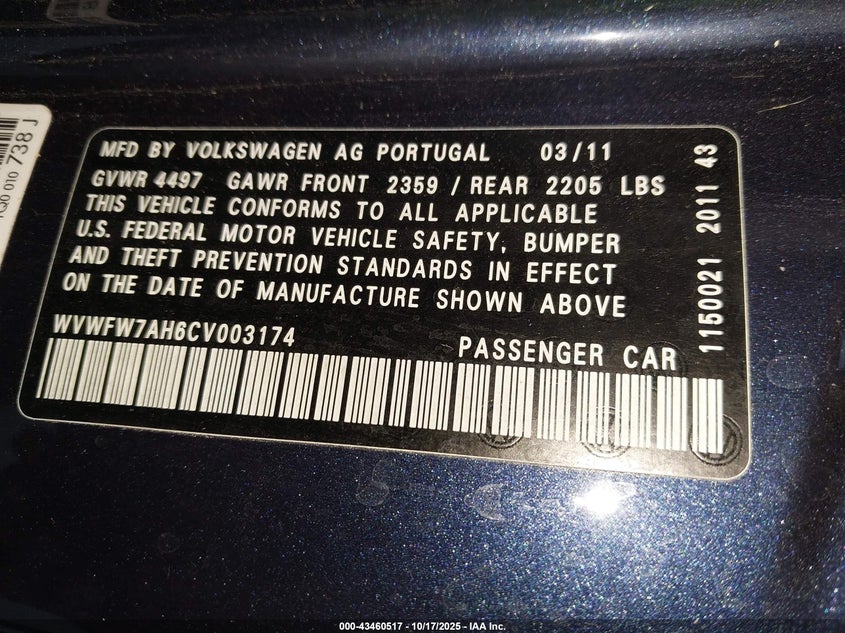 1Q0 010 738 J
MFD BY VOLKSWAGEN AG PORTUGAL 03/11
GVWR 4497 GAWR FRONT 2359 / REAR 2205 LBS
THIS VEHICLE CONFORMS TO ALL APPLICABLE
U.S. FEDERAL MOTOR VEHICLE SAFETY, BUMPER
AND THEFT PREVENTION STANDARDS IN EFFECT
ON THE DATE OF MANUFACTURE SHOWN ABOVE
WVWFW7AH6CV003174 PASSENGER CAR
1150021 2011 43
000-43460517 - 10/17/2025 - IAA Inc.